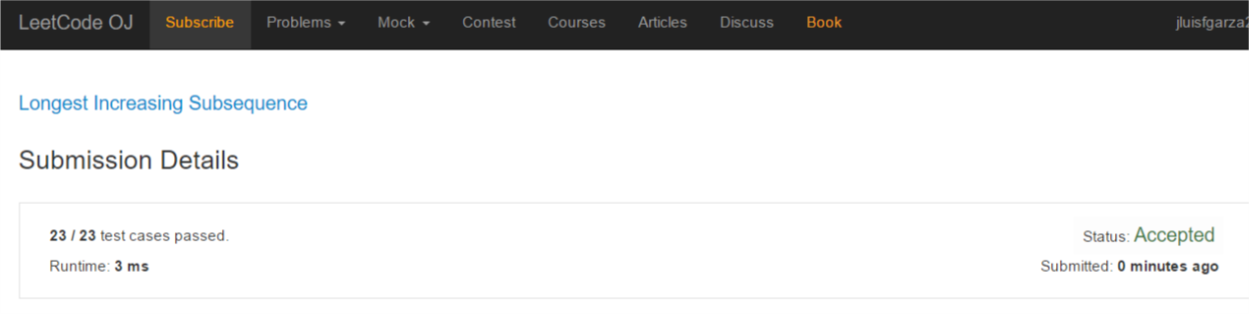 LeetCode OJ Subscribe Problems Mock Contest Courses Articles Discuss Book jluisfgarza2
Longest Increasing Subsequence
Submission Details
23 / 23 test cases passed. Status: Accepted
Runtime: 3 ms Submitted: 0 minutes ago